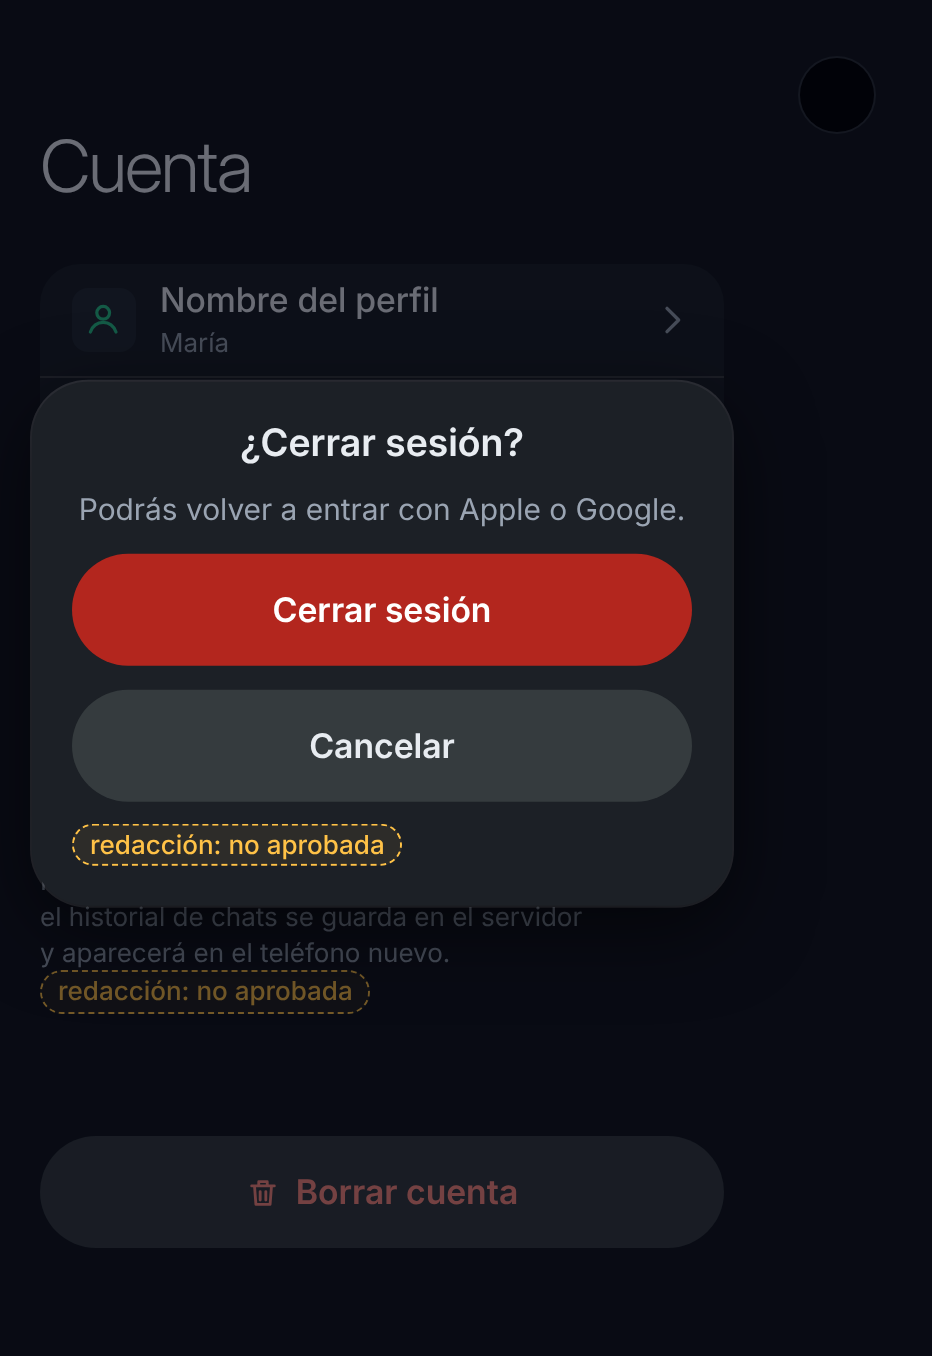 Cuenta
Nombre del perfil
María
¿Cerrar sesión?
Podrás volver a entrar con Apple o Google.
Cerrar sesión
Cancelar
redacción: no aprobada
el historial de chats se guarda en el servidor
y aparecerá en el teléfono nuevo.
redacción: no aprobada
Borrar cuenta